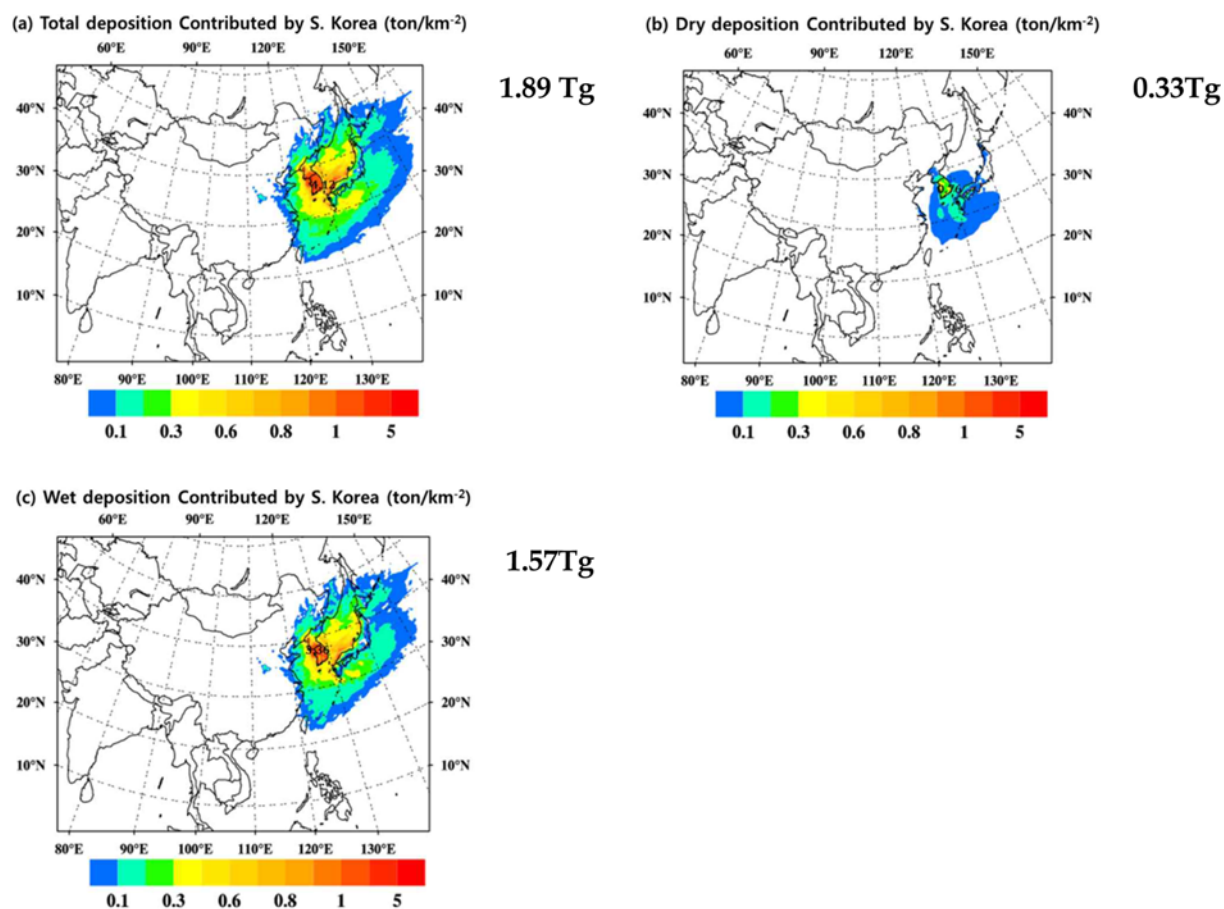 (a) Total deposition Contributed by S. Korea (ton/km⁻²)
60°E 90°E 120°E 150°E
1.89 Tg
40°N 40°N
30°N 30°N
20°N 20°N
10°N 10°N
80°E 90°E 100°E 110°E 120°E 130°E
0.1 0.3 0.6 0.8 1 5
(b) Dry deposition Contributed by S. Korea (ton/km⁻²)
60°E 90°E 120°E 150°E
0.33Tg
40°N 40°N
30°N 30°N
20°N 20°N
10°N 10°N
80°E 90°E 100°E 110°E 120°E 130°E
0.1 0.3 0.6 0.8 1 5
(c) Wet deposition Contributed by S. Korea (ton/km⁻²)
60°E 90°E 120°E 150°E
1.57Tg
40°N 40°N
30°N 30°N
20°N 20°N
10°N 10°N
80°E 90°E 100°E 110°E 120°E 130°E
0.1 0.3 0.6 0.8 1 5